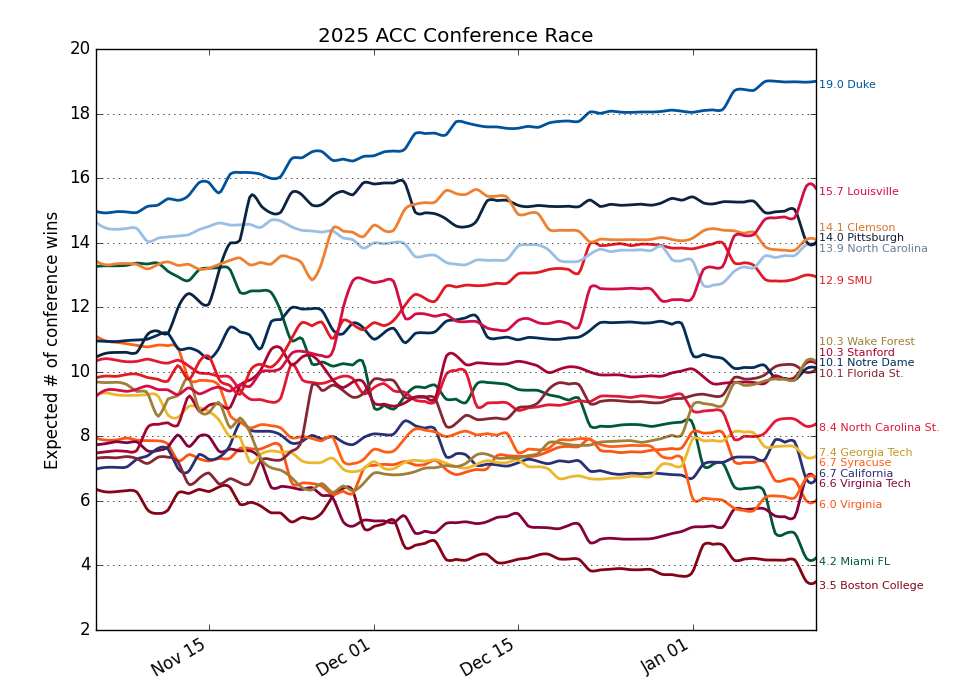 2025 ACC Conference Race
Expected # of conference wins
20
18
16
14
12
10
8
6
4
2
Nov 15
Dec 01
Dec 15
Jan 01
19.0 Duke
15.7 Louisville
14.1 Clemson
14.0 Pittsburgh
13.9 North Carolina
12.9 SMU
10.3 Wake Forest
10.3 Stanford
10.1 Notre Dame
10.1 Florida St.
8.4 North Carolina St.
7.4 Georgia Tech
6.7 Syracuse
6.7 California
6.6 Virginia Tech
6.0 Virginia
4.2 Miami FL
3.5 Boston College